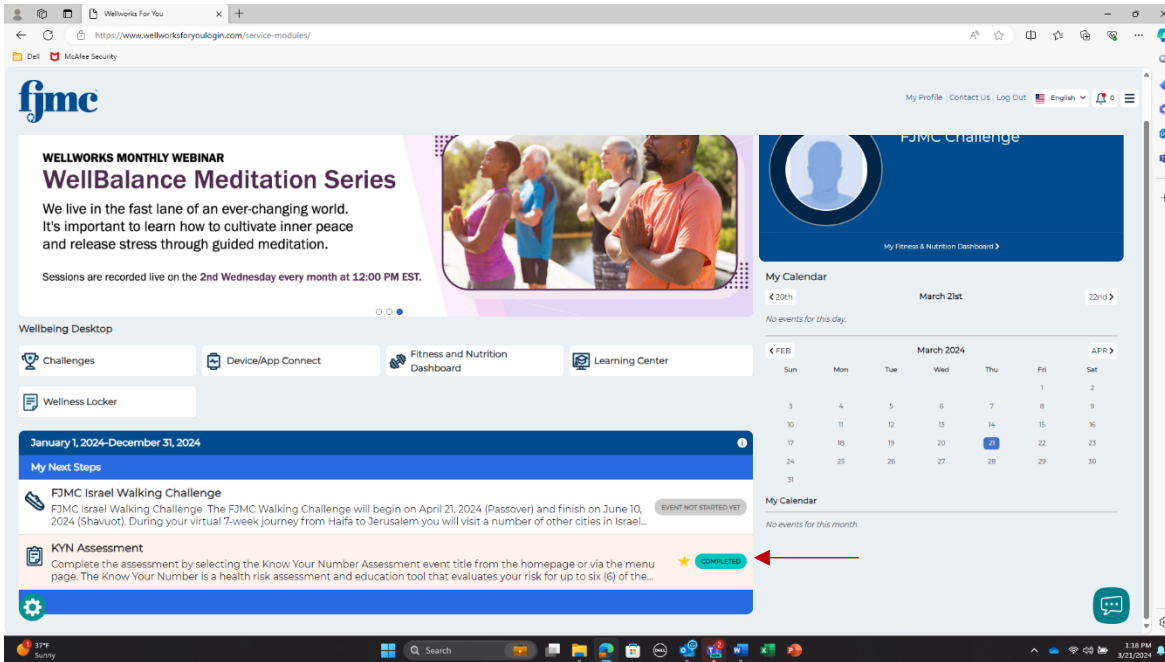 Wellworks For You
https://www.wellworksforyoulogin.com/service-modules/
Dell McAfee Security
fjmc
My Profile Contact Us Log Out English 0
WELLWORKS MONTHLY WEBINAR
WellBalance Meditation Series
We live in the fast lane
of an ever-changing world.
It's important to learn
how to cultivate inner peace
and release stress through guided meditation.
Sessions are recorded live on the 2nd Wednesday every month at 12:00 PM EST.
FJMC Challenge
My Fitness & Nutrition Dashboard
Wellbeing Desktop
Challenges
Device/App Connect
Fitness and Nutrition
Dashboard
Learning Center
Wellness Locker
January 1, 2024-December 31, 2024
My Next Steps
FJMC Israel Walking Challenge
FJMC Israel Walking Challenge The FJMC Walking Challenge will begin on April 21, 2024 (Passover) and finish on June 10,
2024 (Shavuot). During your virtual 7-week journey from Haifa to Jerusalem you will visit a number of other cities in Israel...
EVENT NOT STARTED YET
KYN Assessment
Complete the assessment by selecting the Know Your Number Assessment event title from the homepage or via the menu
page. The Know Your Number is a health risk assessment and education tool that evaluates your risk for up to six (6) of the...
COMPLETED
My Calendar
20th March 21st 22nd
No events for this day.
FEB March 2024 APR
Sun Mon Tue Wed Thu Fri Sat
1 2
3 4 5 6 7 8 9
10 11 12 13 14 15 16
17 18 19 20 21 22 23
24 25 26 27 28 29 30
31
My Calendar
No events for this month.
37°F
Sunny
Search
1:18 PM
3/21/2024